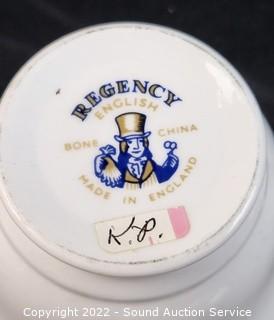 REGENCY
ENGLISH
BONE CHINA
MADE IN ENGLAND
K.P.
Copyright © 2022 - Sound Auction Service